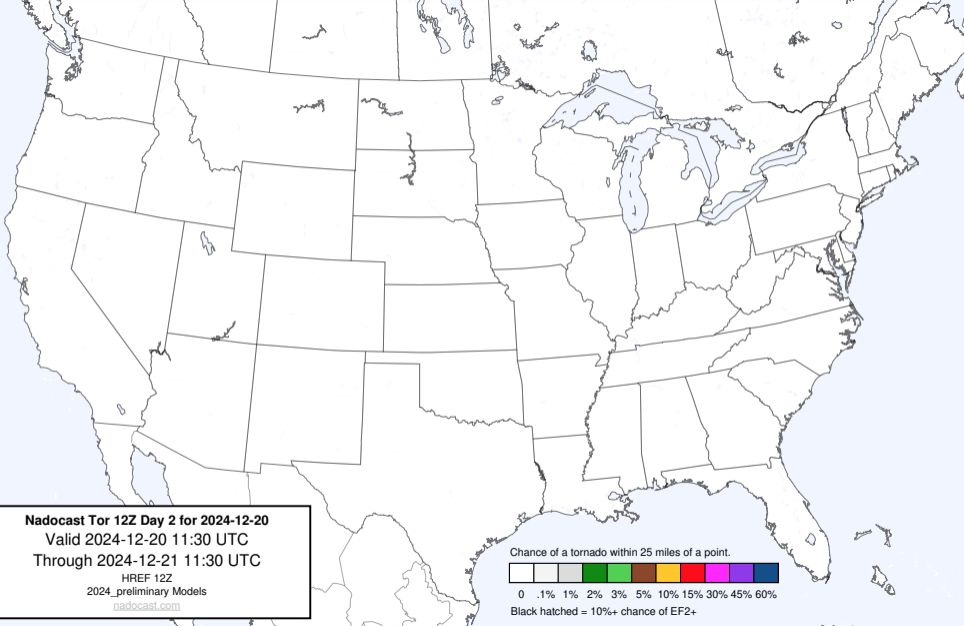 Nadocast Tor 12Z Day 2 for 2024-12-20
Valid 2024-12-20 11:30 UTC
Through 2024-12-21 11:30 UTC
HREF 12Z
2024_preliminary Models
nadocast.com
Chance of a tornado within 25 miles of a point.
0 .1% 1% 2% 3% 5% 10% 15% 30% 45% 60%
Black hatched = 10%+ chance of EF2+